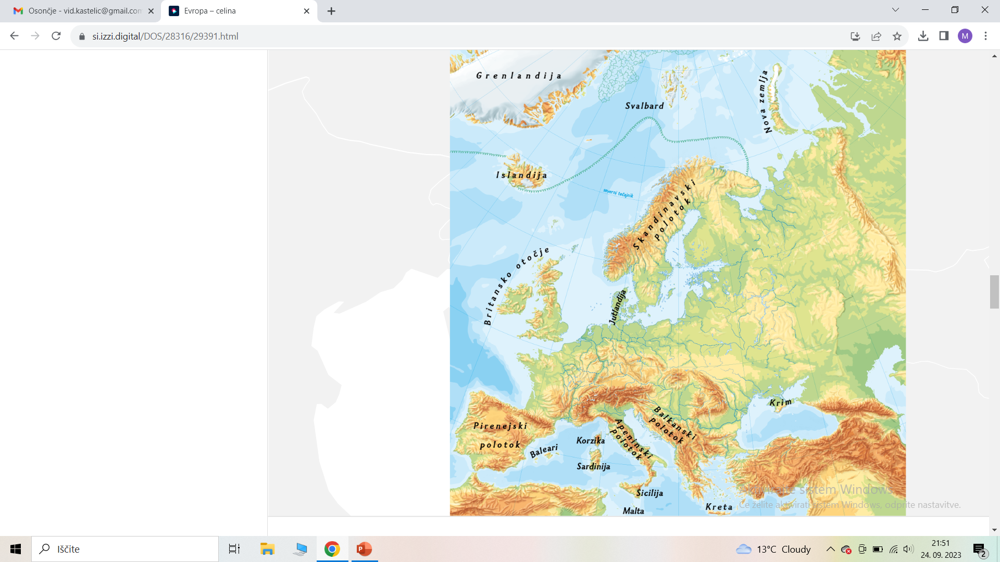 Osončje - vid.kastelic@gmail.com
Evropa – celina
si.izzi.digital/DOS/28316/29391.html
M
Grenlandija
Svalbard
Nova zemlja
Islandija
severni tečajnik
Skandinavski
polotok
Britansko otočje
Jutlandija
Krim
Balkanski
polotok
Pirenejski
polotok
Apeninski
polotok
Korzika
Baleari
Sardinija
Sicilija
Malta
Kreta
Aktivirajte sistem Windows
Če želite aktivirati sistem Windows, odprite nastavitve.
Iščite
P
13°C Cloudy
21:51
24. 09. 2023
2